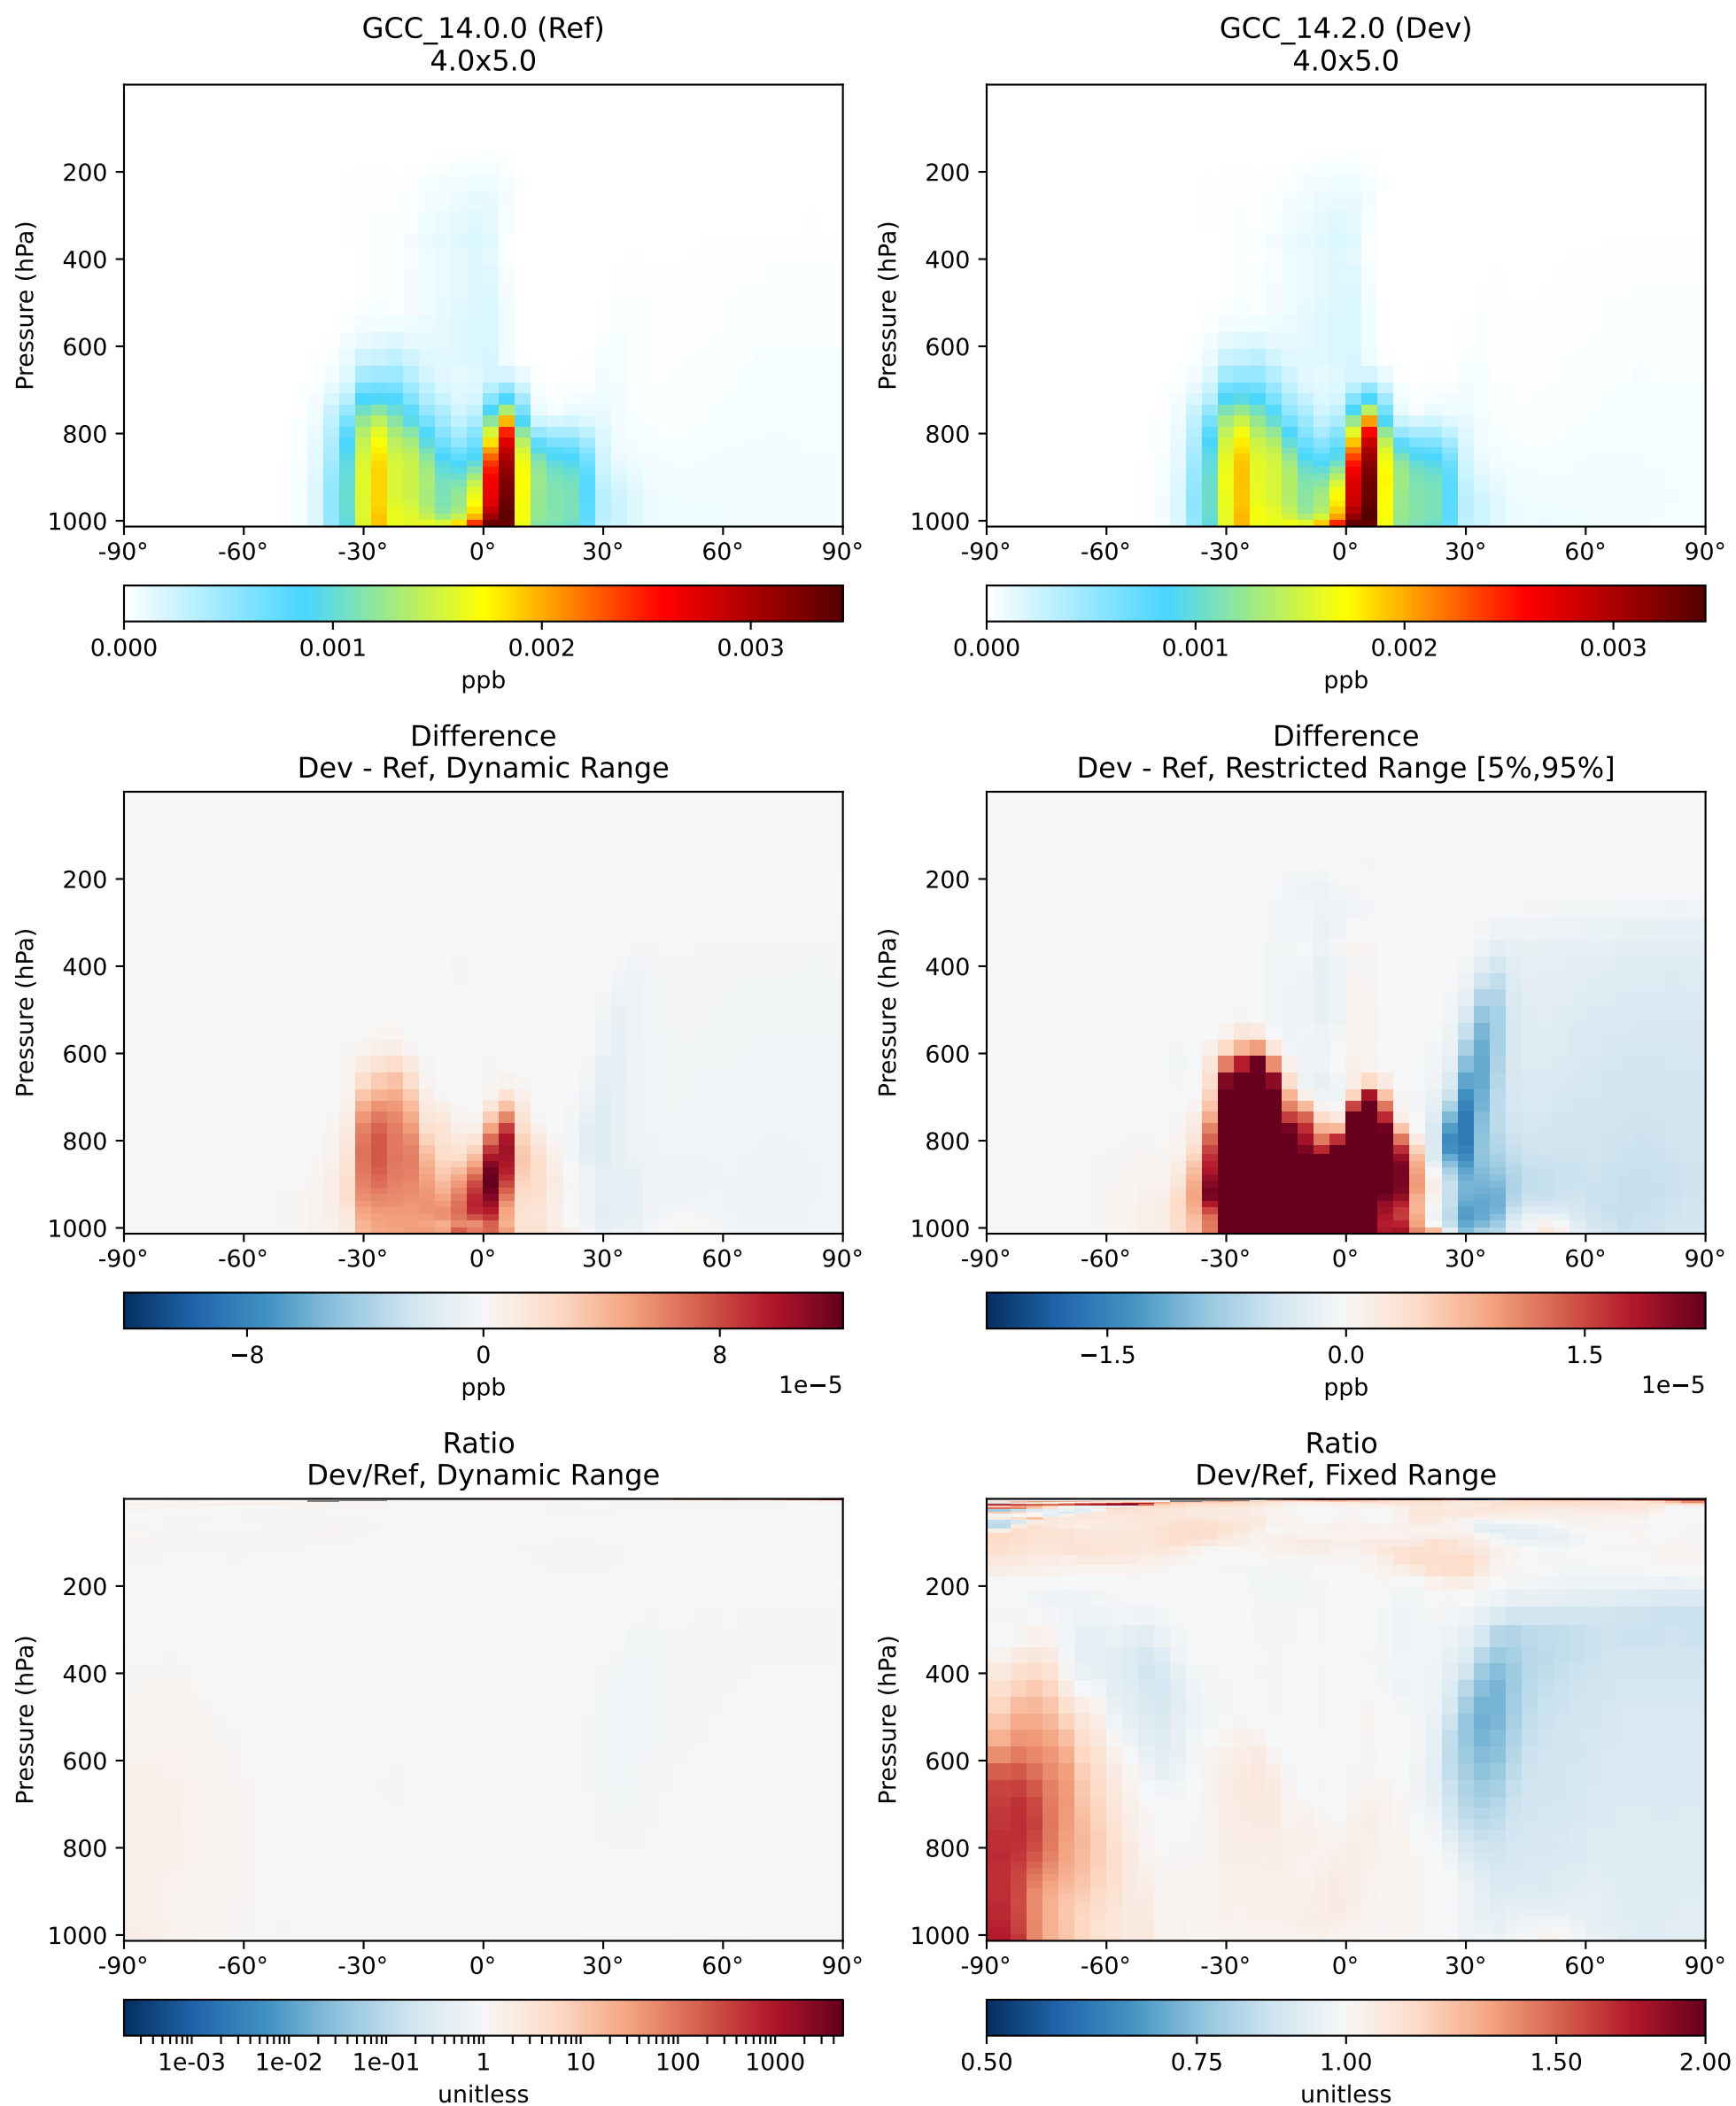 GCC_14.0.0 (Ref)
4.0x5.0
Pressure (hPa)
200
400
600
800
1000
-90° -60° -30° 0° 30° 60° 90°
0.000 0.001 0.002 0.003
ppb
GCC_14.2.0 (Dev)
4.0x5.0
Pressure (hPa)
200
400
600
800
1000
-90° -60° -30° 0° 30° 60° 90°
0.000 0.001 0.002 0.003
ppb
Difference
Dev - Ref, Dynamic Range
Pressure (hPa)
200
400
600
800
1000
-90° -60° -30° 0° 30° 60° 90°
−8 0 8
ppb
1e−5
Difference
Dev - Ref, Restricted Range [5%,95%]
Pressure (hPa)
200
400
600
800
1000
-90° -60° -30° 0° 30° 60° 90°
−1.5 0.0 1.5
ppb
1e−5
Ratio
Dev/Ref, Dynamic Range
Pressure (hPa)
200
400
600
800
1000
-90° -60° -30° 0° 30° 60° 90°
1e-03 1e-02 1e-01 1 10 100 1000
unitless
Ratio
Dev/Ref, Fixed Range
Pressure (hPa)
200
400
600
800
1000
-90° -60° -30° 0° 30° 60° 90°
0.50 0.75 1.00 1.50 2.00
unitless